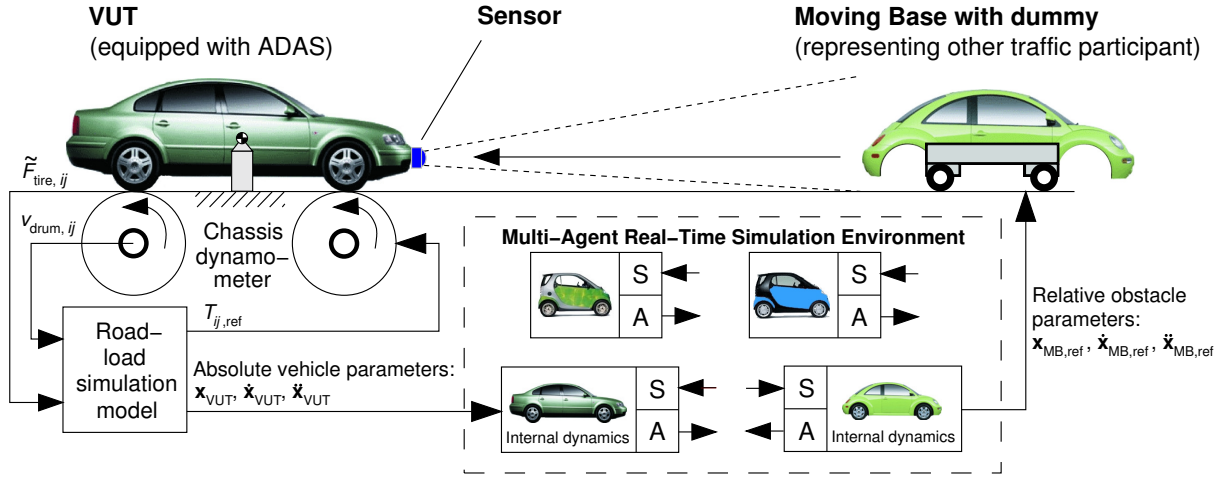 VUT
(equipped with ADAS)
Sensor
Moving Base with dummy
(representing other traffic participant)
F̃tire, ij
vdrum, ij
Chassis
dynamo−
meter
Multi−Agent Real−Time Simulation Environment
S
A
S
A
Road−
load
simulation
model
Tij,ref
Absolute vehicle parameters:
xVUT, ẋVUT, ẍVUT
Internal dynamics
S
A
S
A
Internal dynamics
Relative obstacle
parameters:
xMB,ref, ẋMB,ref, ẍMB,ref